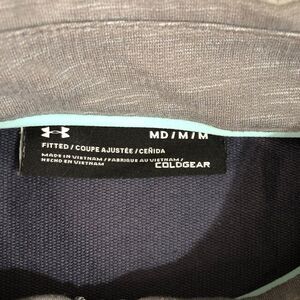 MD/M/M
FITTED / COUPE AJUSTÉE / CEÑIDA
MADE IN VIETNAM / FABRIQUÉ AU VIETNAM /
HECHO EN VIETNAM
COLDGEAR